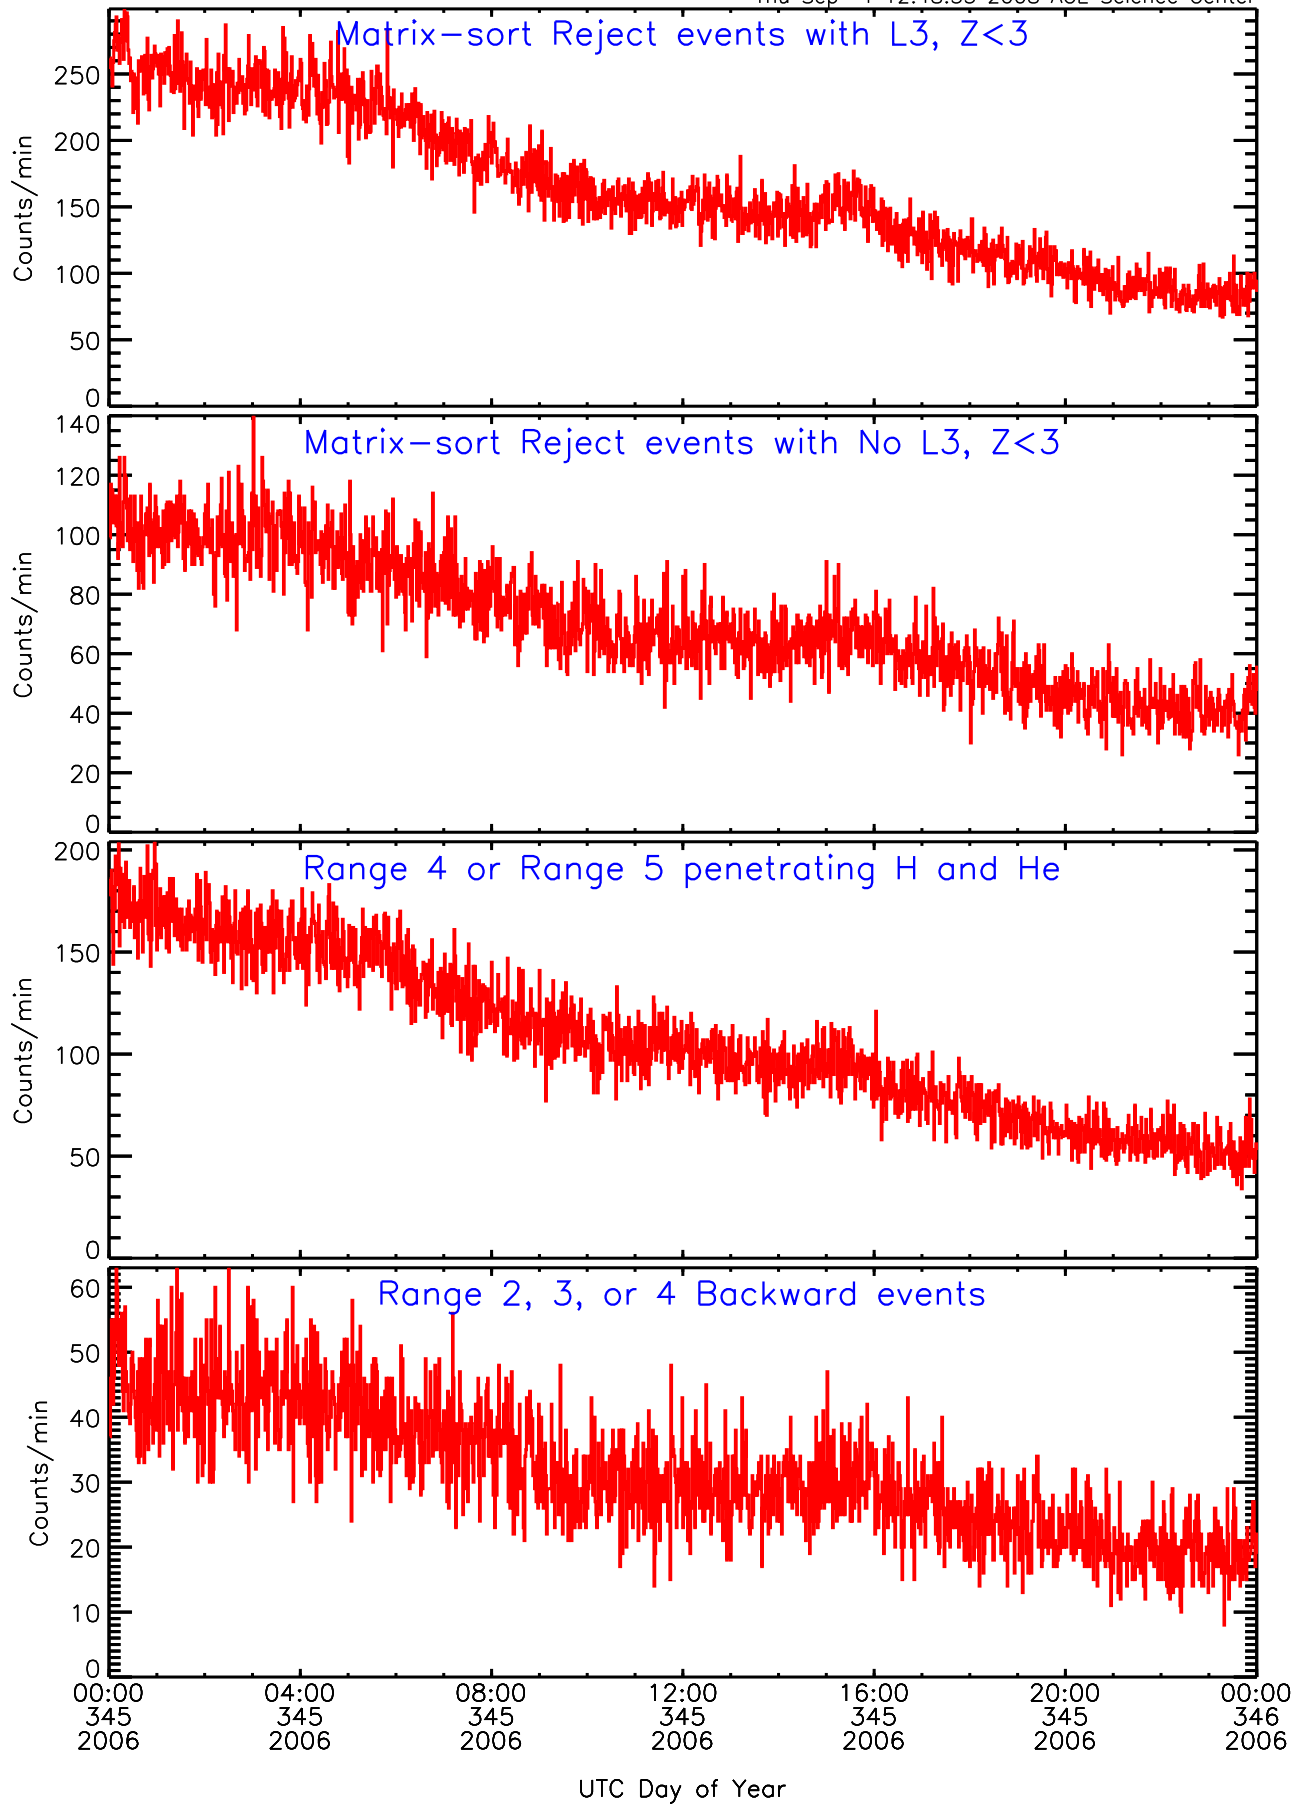 Matrix-sort Reject events with L3, Z<3
250
200
150
100
50
0
Counts/min
Matrix-sort Reject events with No L3, Z<3
140
120
100
80
60
40
20
0
Counts/min
Range 4 or Range 5 penetrating H and He
200
150
100
50
0
Counts/min
Range 2, 3, or 4 Backward events
60
50
40
30
20
10
0
Counts/min
00:00 04:00 08:00 12:00 16:00 20:00 00:00
345 345 345 345 345 345 346
2006 2006 2006 2006 2006 2006 2006
UTC Day of Year